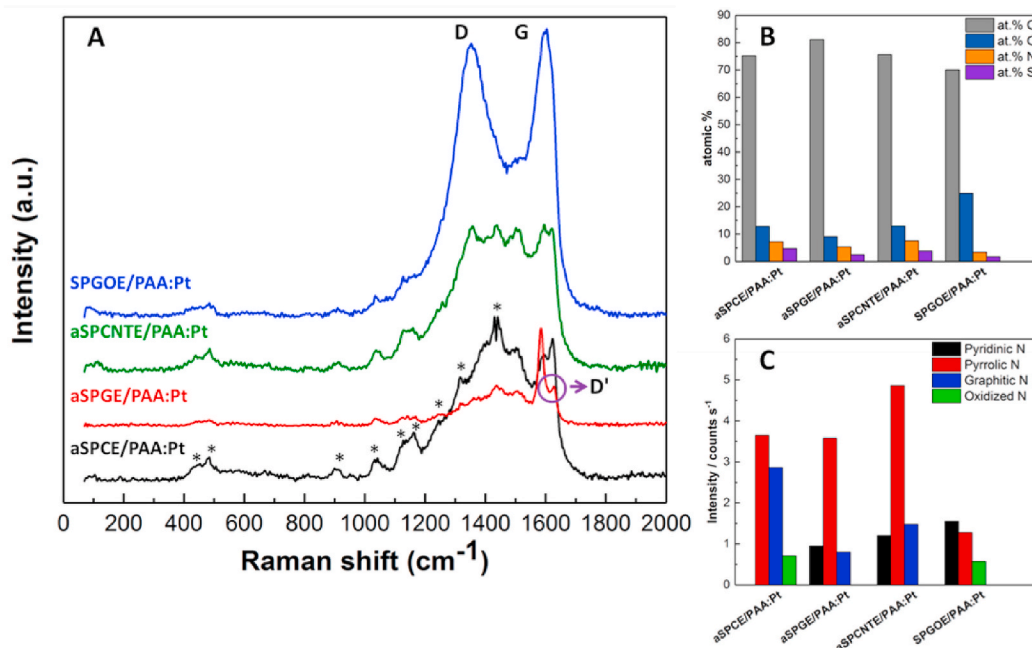 A
D
G
Intensity (a.u.)
SPGOE/PAA:Pt
aSPCNTE/PAA:Pt
aSPGE/PAA:Pt
aSPCE/PAA:Pt
* * * * * * * * *
D'
0 200 400 600 800 1000 1200 1400 1600 1800 2000
Raman shift (cm-1)
B
at.% C
at.% O
at.% N
at.% S
atomic %
90
80
70
60
50
40
30
20
10
0
aSPCE/PAA:Pt
aSPGE/PAA:Pt
aSPCNTE/PAA:Pt
SPGOE/PAA:Pt
C
Pyridinic N
Pyrrolic N
Graphitic N
Oxidized N
Intensity / counts s-1
6
5
4
3
2
1
0
aSPCE/PAA:Pt
aSPGE/PAA:Pt
aSPCNTE/PAA:Pt
SPGOE/PAA:Pt